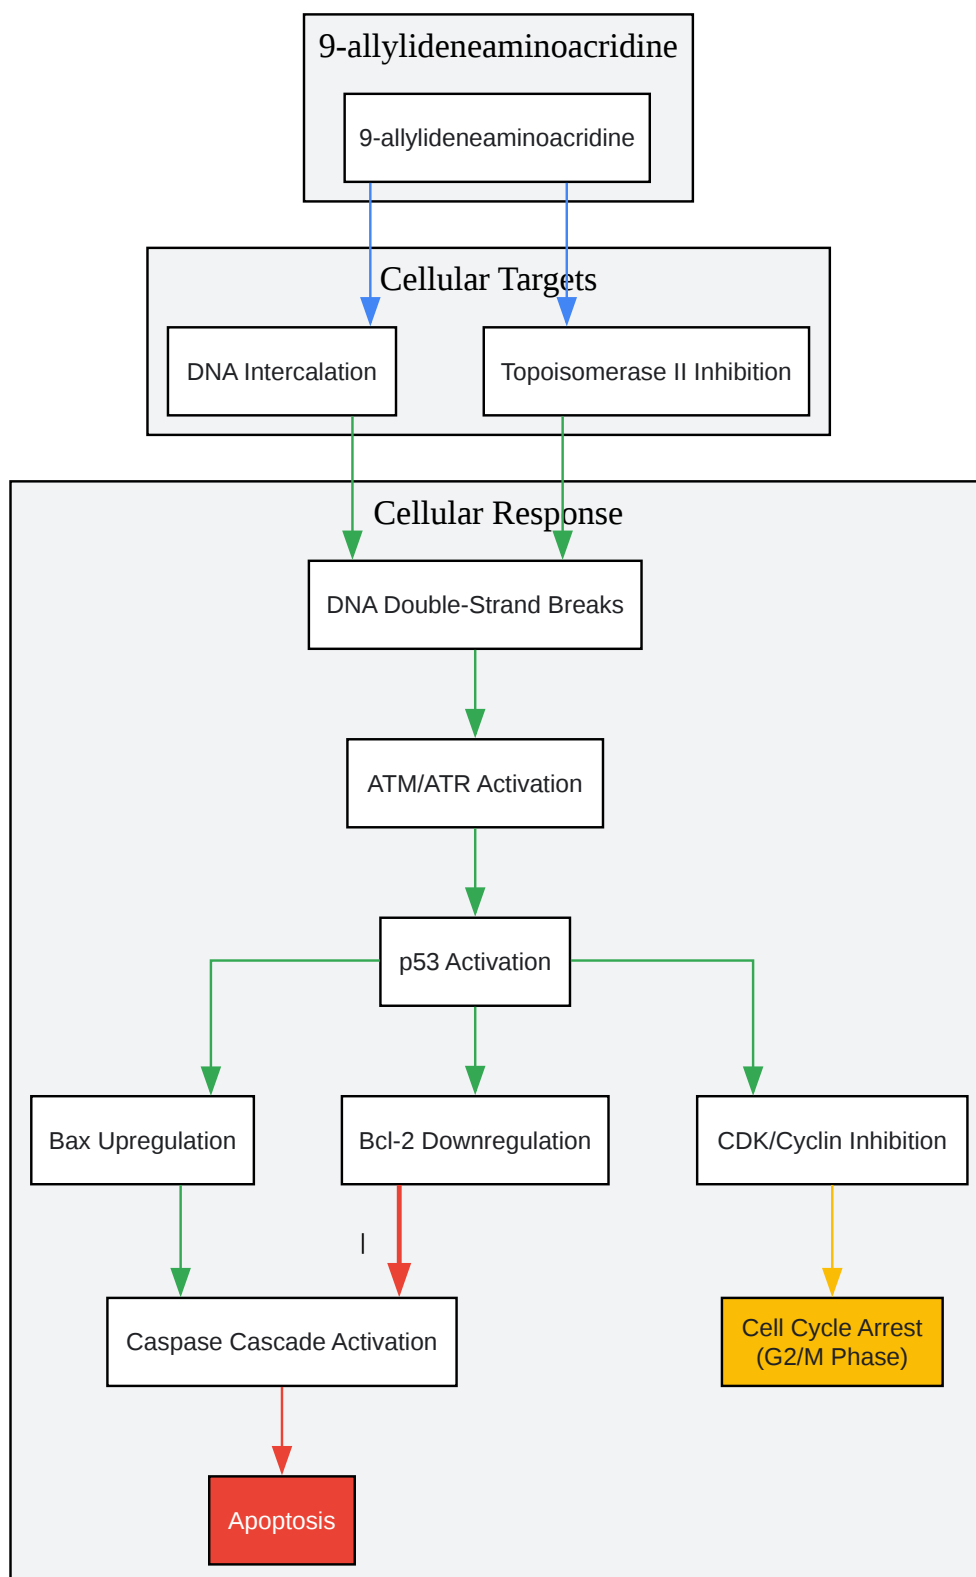 9-allylideneaminoacridine
9-allylideneaminoacridine
Cellular Targets
DNA Intercalation
Topoisomerase II Inhibition
Cellular Response
DNA Double-Strand Breaks
ATM/ATR Activation
p53 Activation
Bax Upregulation
Bcl-2 Downregulation
CDK/Cyclin Inhibition
|
Caspase Cascade Activation
Cell Cycle Arrest
(G2/M Phase)
Apoptosis